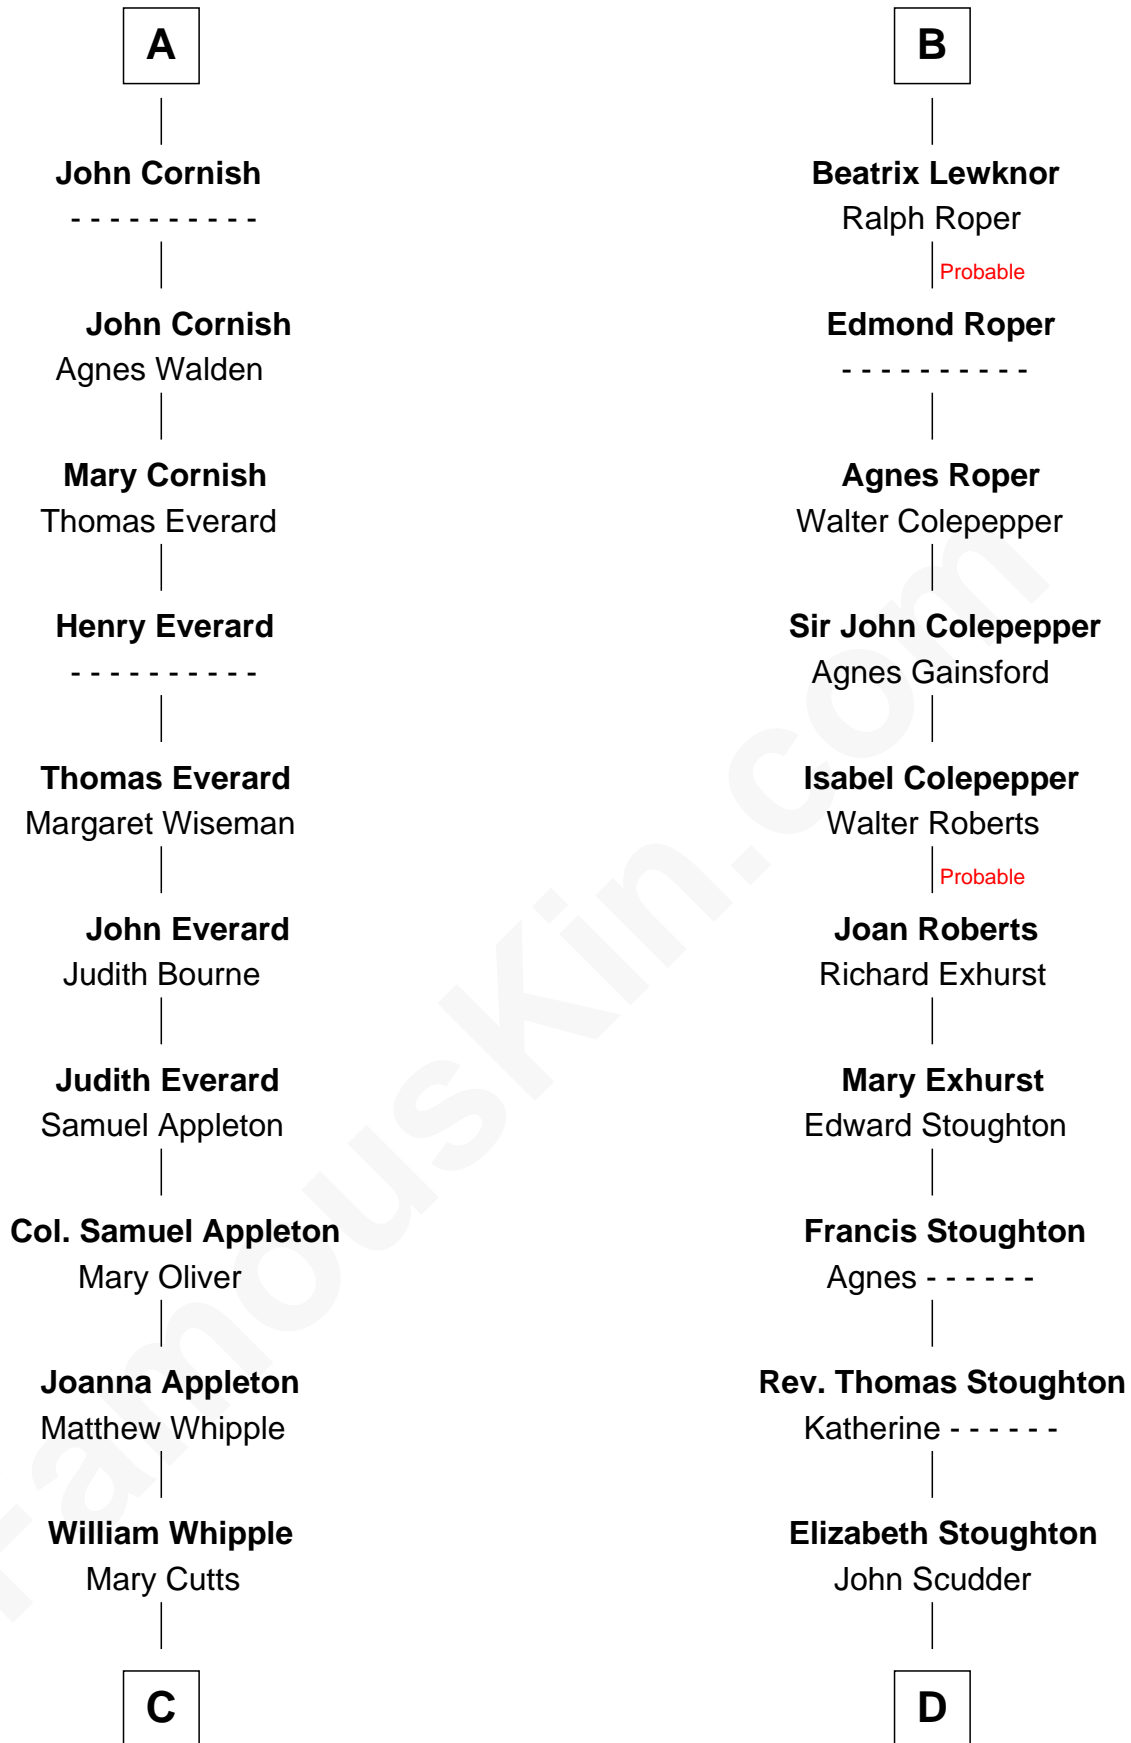 A
John Cornish
- - - - - - - - - -
John Cornish
Agnes Walden
Mary Cornish
Thomas Everard
Henry Everard
- - - - - - - - - -
Thomas Everard
Margaret Wiseman
John Everard
Judith Bourne
Judith Everard
Samuel Appleton
Col. Samuel Appleton
Mary Oliver
Joanna Appleton
Matthew Whipple
William Whipple
Mary Cutts
C
B
Beatrix Lewknor
Ralph Roper
Probable
Edmond Roper
- - - - - - - - - -
Agnes Roper
Walter Colepepper
Sir John Colepepper
Agnes Gainsford
Isabel Colepepper
Walter Roberts
Probable
Joan Roberts
Richard Exhurst
Mary Exhurst
Edward Stoughton
Francis Stoughton
Agnes - - - - - -
Rev. Thomas Stoughton
Katherine - - - - - -
Elizabeth Stoughton
John Scudder
D
FamousKin.com